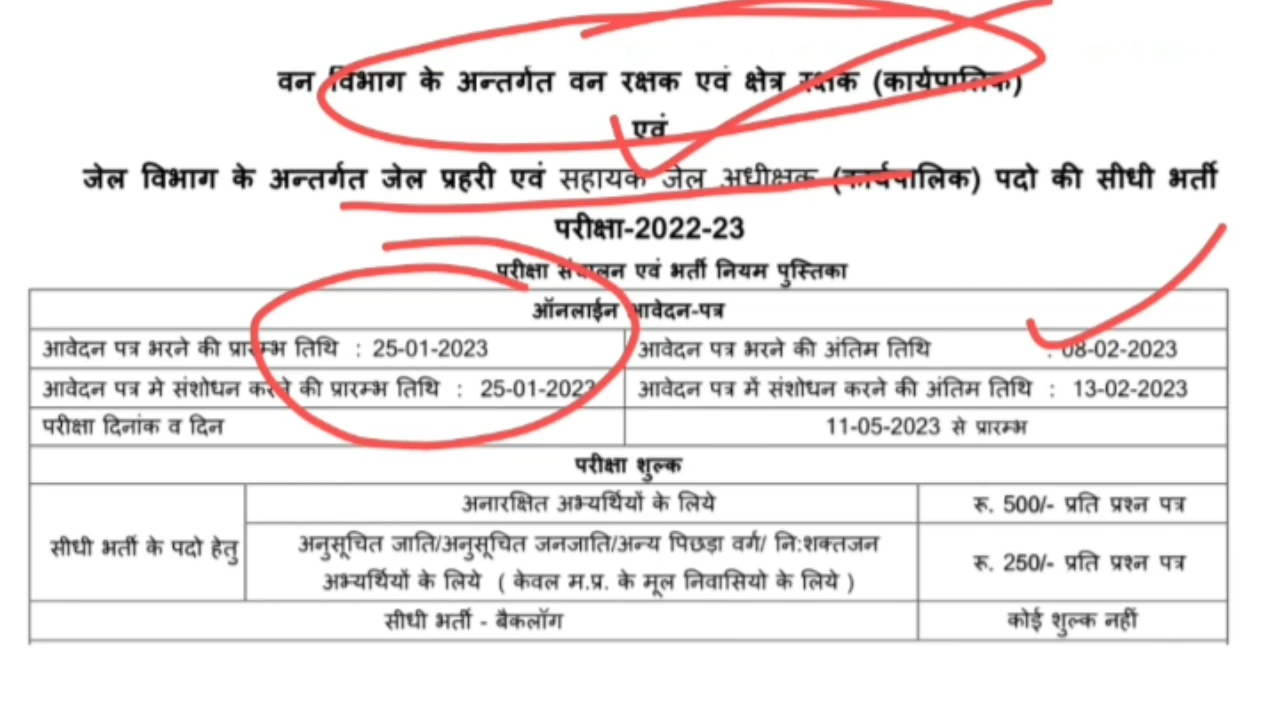 वन विभाग के अन्तर्गत वन रक्षक एवं क्षेत्र रक्षक (कार्यपालिक)
एवं
जेल विभाग के अन्तर्गत जेल प्रहरी एवं सहायक जेल अधीक्षक (कार्यपालिक) पदो की सीधी भर्ती
परीक्षा-2022-23
परीक्षा संचालन एवं भर्ती नियम पुस्तिका
ऑनलाईन आवेदन-पत्र
आवेदन पत्र भरने की प्रारम्भ तिथि : 25-01-2023 आवेदन पत्र भरने की अंतिम तिथि : 08-02-2023
आवेदन पत्र मे संशोधन करने की प्रारम्भ तिथि : 25-01-2023 आवेदन पत्र में संशोधन करने की अंतिम तिथि : 13-02-2023
परीक्षा दिनांक व दिन 11-05-2023 से प्रारम्भ
परीक्षा शुल्क
अनारक्षित अभ्यर्थियों के लिये रू. 500/- प्रति प्रश्न पत्र
सीधी भर्ती के पदो हेतु
अनुसूचित जाति/अनुसूचित जनजाति/अन्य पिछड़ा वर्ग/ नि:शक्तजन
अभ्यर्थियों के लिये ( केवल म.प्र. के मूल निवासियो के लिये ) रू. 250/- प्रति प्रश्न पत्र
सीधी भर्ती - बैकलॉग कोई शुल्क नहीं